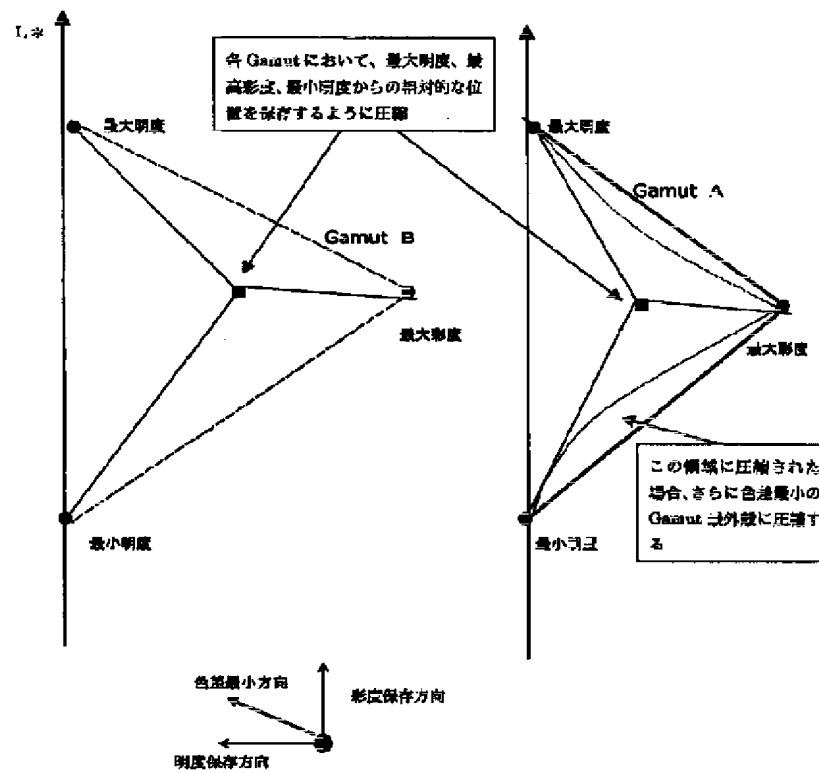 L*
各Gamutにおいて、最大明度、最
高彩度、最小明度からの相対的な位
置を保存するように圧縮
最大明度
Gamut B
最大彩度
最小明度
最大明度
Gamut A
最大彩度
この領域に圧縮された
場合、さらに色差最小の
Gamut 最外殻に圧縮す
る
最小明度
色差最小方向
彩度保存方向
明度保存方向